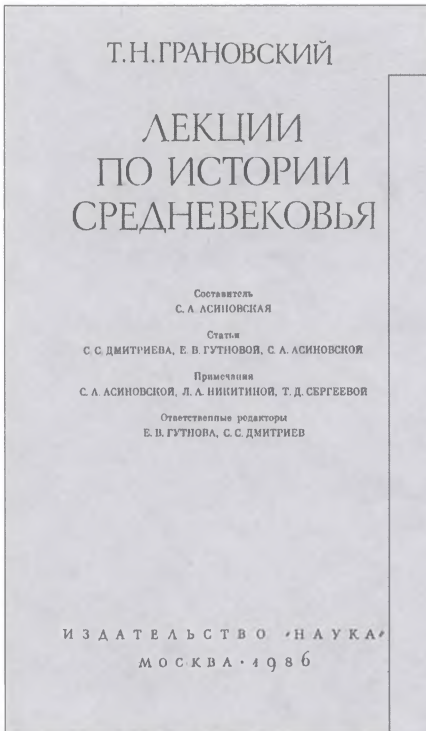 Т. Н. ГРАНОВСКИЙ
ЛЕКЦИИ
ПО ИСТОРИИ
СРЕДНЕВЕКОВЬЯ
Составитель
С. А. АСИНОВСКАЯ
Статьи
С. С. ДМИТРИЕВА, Е. В. ГУТНОВОЙ, С. А. АСИНОВСКОЙ
Примечания
С. А. АСИНОВСКОЙ, Л. А. НИКИТИНОЙ, Т. Д. СЕРГЕЕВОЙ
Ответственные редакторы
Е. В. ГУТНОВА, С. С. ДМИТРИЕВ
ИЗДАТЕЛЬСТВО «НАУКА»
МОСКВА · 1986